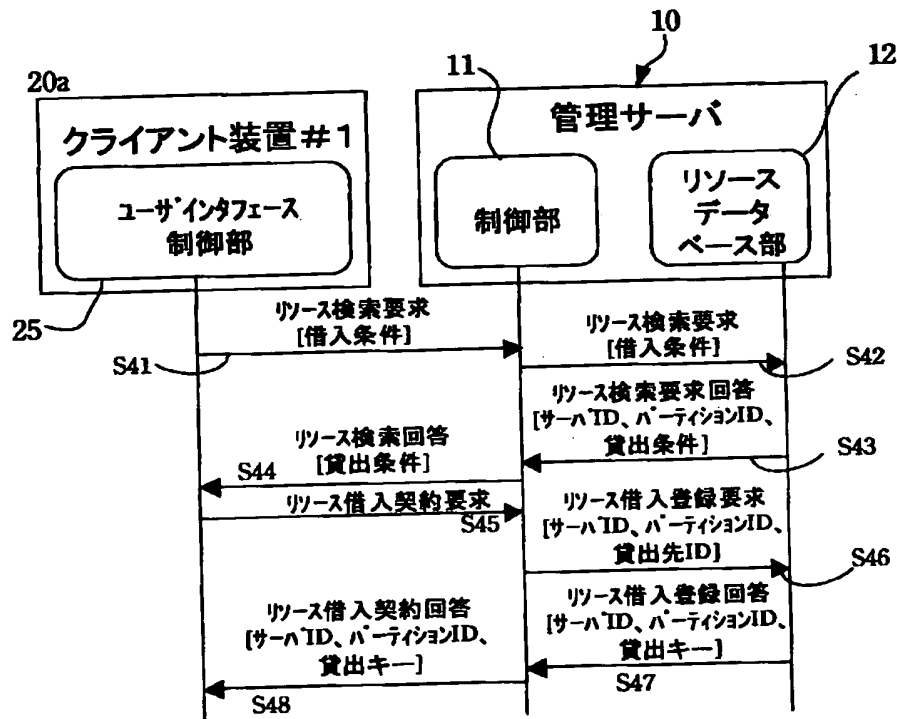 10
20a
11
12
クライアント装置#1
管理サーバ
ユーザインタフェース
制御部
制御部
リソース
データ
ベース部
25
リソース検索要求
[借入条件]
S41
リソース検索要求
[借入条件]
S42
リソース検索要求回答
[サーバID、パーティションID、
貸出条件]
S43
リソース検索回答
[貸出条件]
S44
リソース借入契約要求
S45
リソース借入登録要求
[サーバID、パーティションID、
貸出先ID]
S46
リソース借入登録回答
[サーバID、パーティションID、
貸出キー]
S47
リソース借入契約回答
[サーバID、パーティションID、
貸出キー]
S48